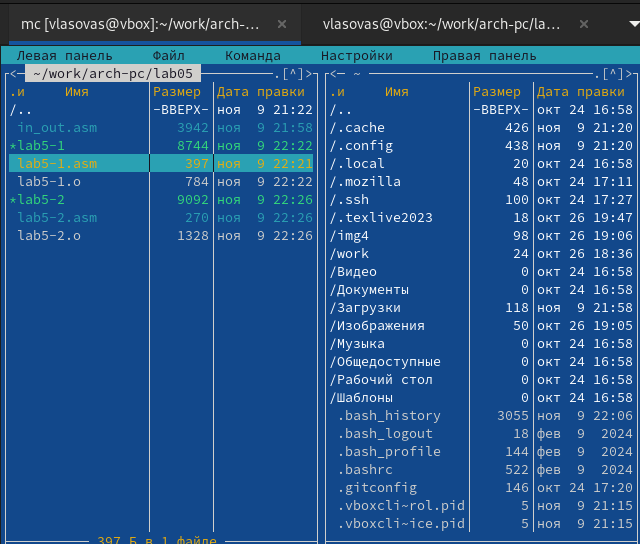 mc [vlasovas@vbox]:~/work/arch-... × vlasovas@vbox:~/work/arch-pc/la... ×
Левая панель Файл Команда Настройки Правая панель
<— ~/work/arch-pc/lab05 .[^]> <— ~ .[^]>
.и Имя Размер Дата правки .и Имя Размер Дата правки
/.. -ВВЕРХ- ноя 9 21:22 /.. -ВВЕРХ- окт 24 16:58
in_out.asm 3942 ноя 9 21:58 /.cache 426 ноя 9 21:20
*lab5-1 8744 ноя 9 22:22 /.config 438 ноя 9 21:20
lab5-1.asm 397 ноя 9 22:21 /.local 20 окт 24 16:58
lab5-1.o 784 ноя 9 22:22 /.mozilla 48 окт 24 17:11
*lab5-2 9092 ноя 9 22:26 /.ssh 100 окт 24 17:27
lab5-2.asm 270 ноя 9 22:26 /.texlive2023 18 окт 26 19:47
lab5-2.o 1328 ноя 9 22:26 /img4 98 окт 26 19:06
/work 24 окт 26 18:36
/Видео 0 окт 24 16:58
/Документы 0 окт 24 16:58
/Загрузки 118 ноя 9 21:58
/Изображения 50 окт 26 19:05
/Музыка 0 окт 24 16:58
/Общедоступные 0 окт 24 16:58
/Рабочий стол 0 окт 24 16:58
/Шаблоны 0 окт 24 16:58
.bash_history 3055 ноя 9 22:06
.bash_logout 18 фев 9 2024
.bash_profile 144 фев 9 2024
.bashrc 522 фев 9 2024
.gitconfig 146 окт 24 17:20
.vboxcli~rol.pid 5 ноя 9 21:15
.vboxcli~ice.pid 5 ноя 9 21:15
397 Б в 1 файле